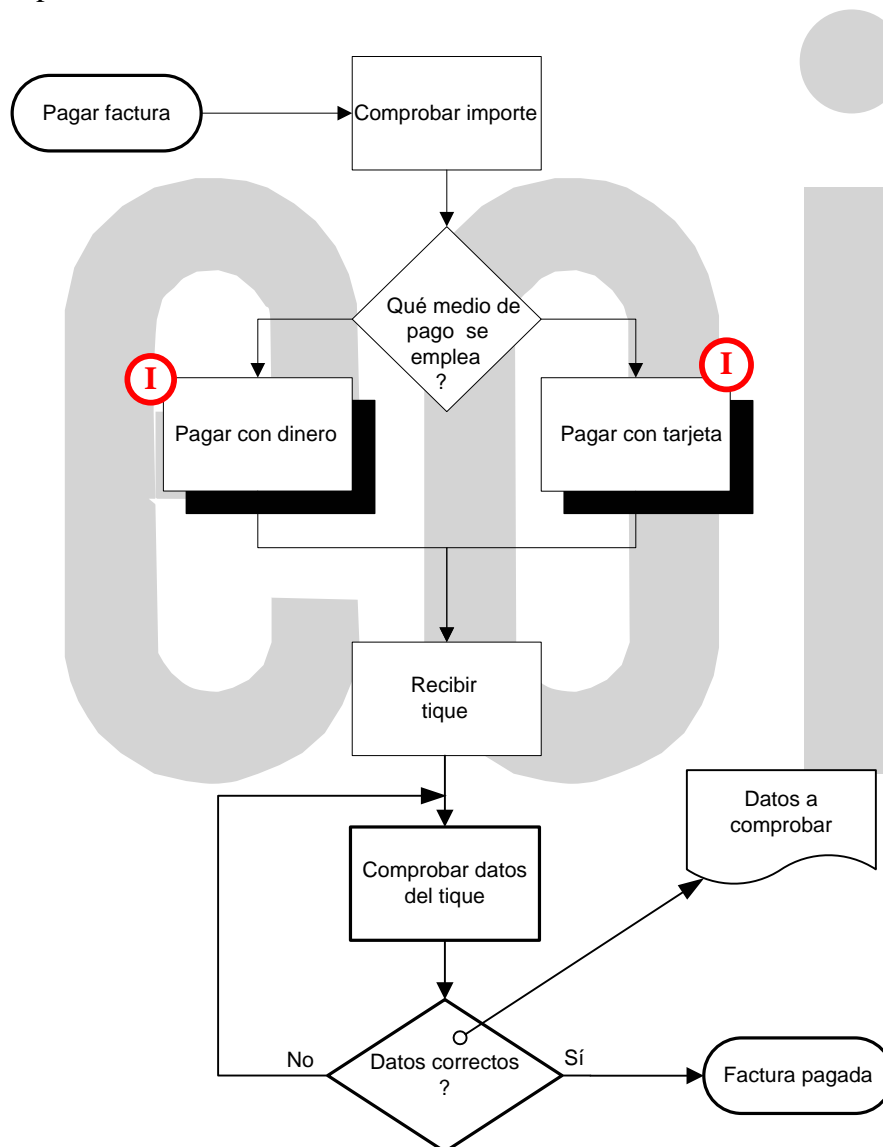 Pagar factura
Comprobar importe
Qué medio de
pago se
emplea
?
I
I
Pagar con dinero
Pagar con tarjeta
Recibir
tique
Datos a
comprobar
Comprobar datos
del tique
No
Datos correctos
?
Sí
Factura pagada